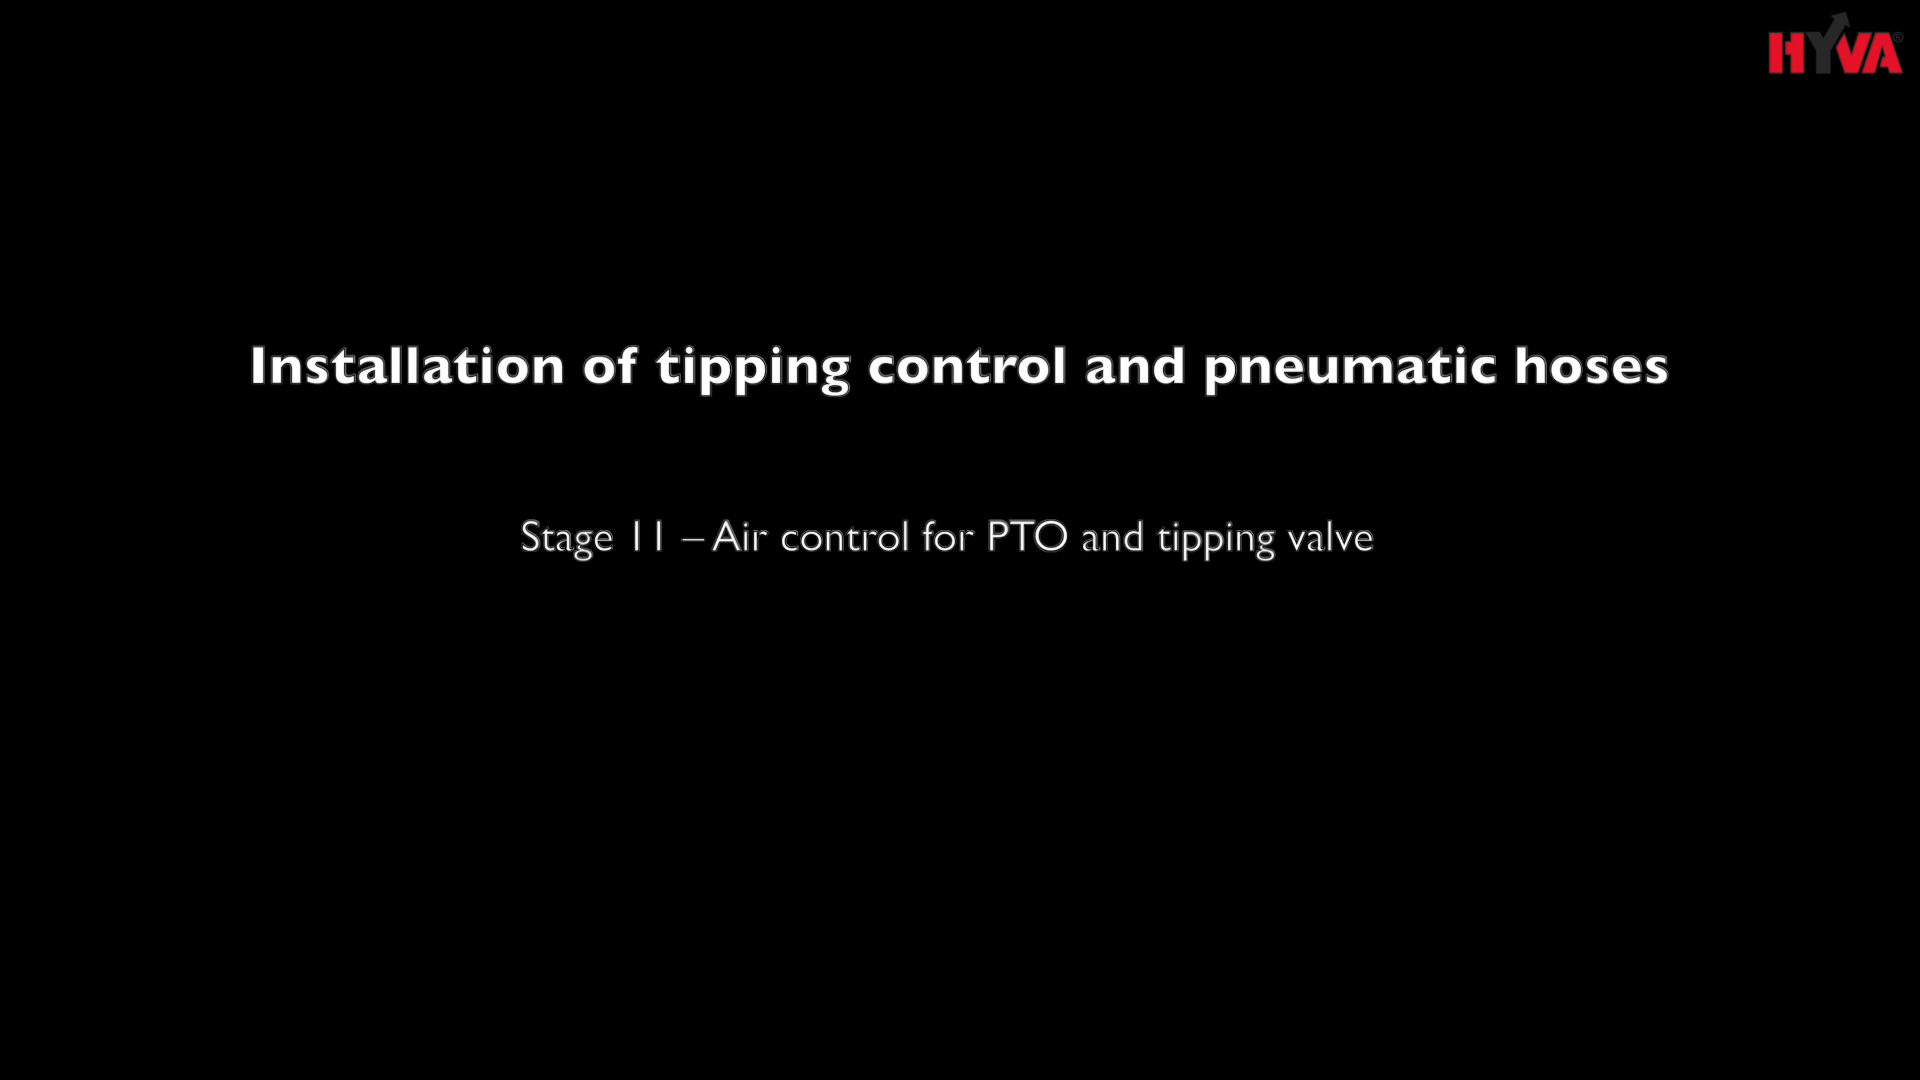 HYVA®
Installation of tipping control and pneumatic hoses
Stage 11 – Air control for PTO and tipping valve